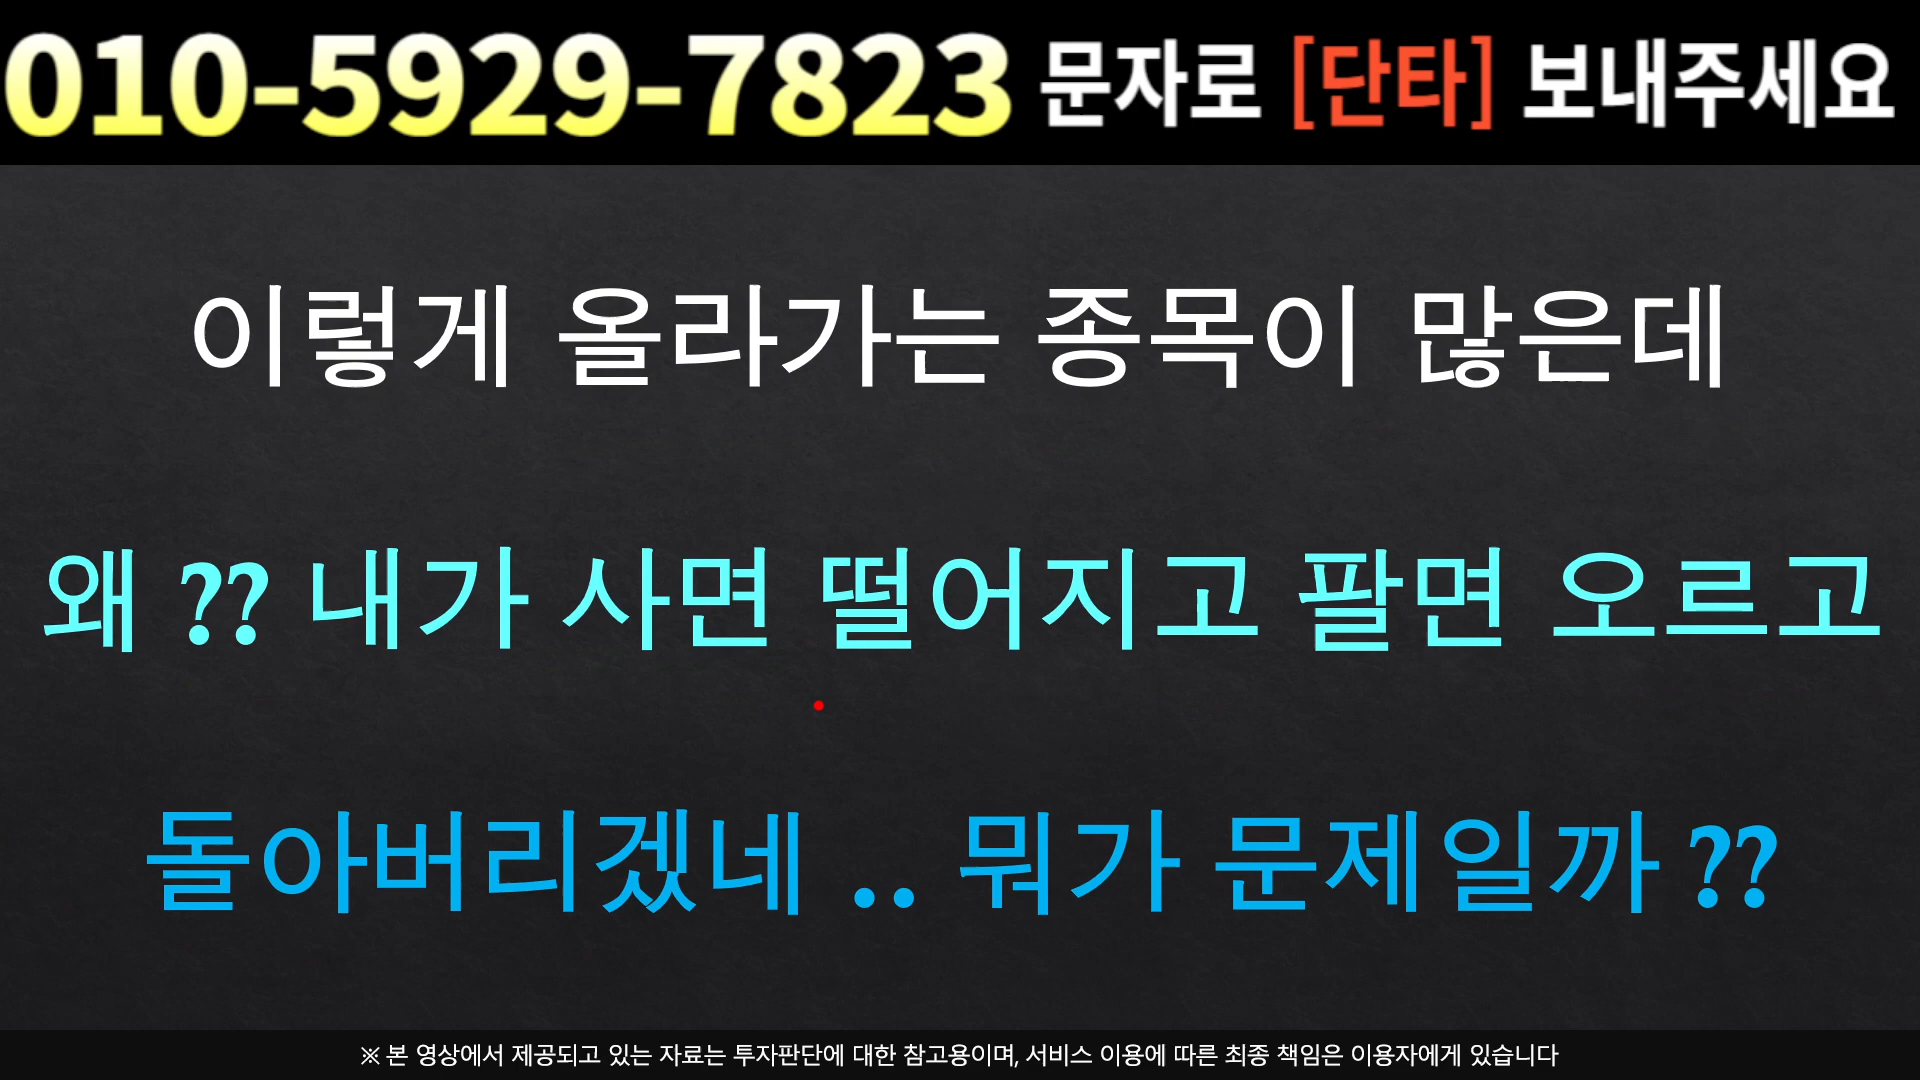 010-5929-7823 문자로 [단타] 보내주세요
이렇게 올라가는 종목이 많은데
왜 ?? 내가 사면 떨어지고 팔면 오르고
돌아버리겠네 .. 뭐가 문제일까 ??
※ 본 영상에서 제공되고 있는 자료는 투자판단에 대한 참고용이며, 서비스 이용에 따른 최종 책임은 이용자에게 있습니다